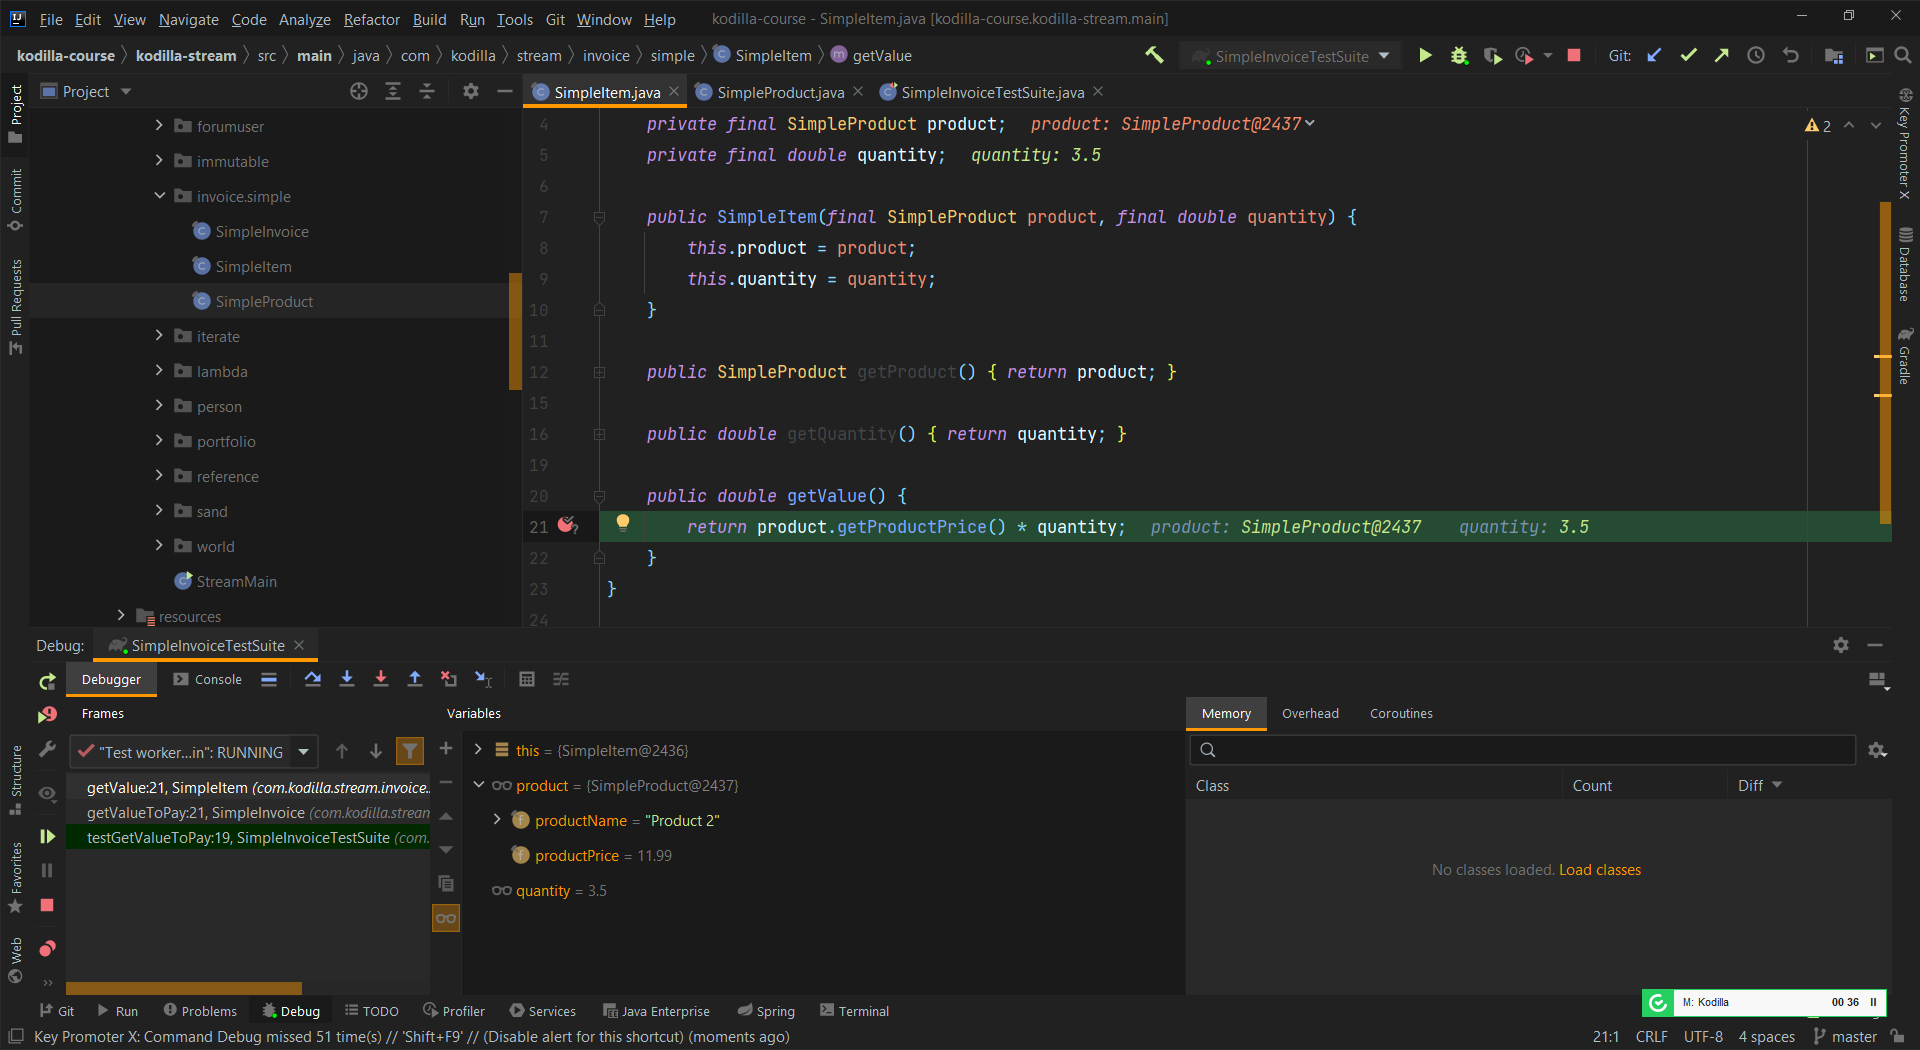 File Edit View Navigate Code Analyze Refactor Build Run Tools Git Window Help kodilla-course - SimpleItem.java [kodilla-course.kodilla-stream.main]
kodilla-course kodilla-stream src main java com kodilla stream invoice simple SimpleItem getValue SimpleInvoiceTestSuite Git:
Project SimpleItem.java SimpleProduct.java SimpleInvoiceTestSuite.java
Project
Commit
Pull Requests
Structure
Favorites
Web
forumuser
immutable
invoice.simple
SimpleInvoice
SimpleItem
SimpleProduct
iterate
lambda
person
portfolio
reference
sand
world
StreamMain
resources
4 private final SimpleProduct product; product: SimpleProduct@2437
5 private final double quantity; quantity: 3.5
6
7 public SimpleItem(final SimpleProduct product, final double quantity) {
8 this.product = product;
9 this.quantity = quantity;
10 }
11
12 public SimpleProduct getProduct() { return product; }
15
16 public double getQuantity() { return quantity; }
19
20 public double getValue() {
21 return product.getProductPrice() * quantity; product: SimpleProduct@2437 quantity: 3.5
22 }
23 }
24
2
Key Promoter X
Database
Gradle
Debug: SimpleInvoiceTestSuite
Debugger Console
Frames Variables
"Test worker...in": RUNNING
getValue:21, SimpleItem (com.kodilla.stream.invoice.
getValueToPay:21, SimpleInvoice (com.kodilla.stream
testGetValueToPay:19, SimpleInvoiceTestSuite (com.
this = {SimpleItem@2436}
product = {SimpleProduct@2437}
productName = "Product 2"
productPrice = 11.99
quantity = 3.5
Memory Overhead Coroutines
Class Count Diff
No classes loaded. Load classes
M: Kodilla 00 36
Git Run Problems Debug TODO Profiler Services Java Enterprise Spring Terminal
Key Promoter X: Command Debug missed 51 time(s) // 'Shift+F9' // (Disable alert for this shortcut) (moments ago) 21:1 CRLF UTF-8 4 spaces master